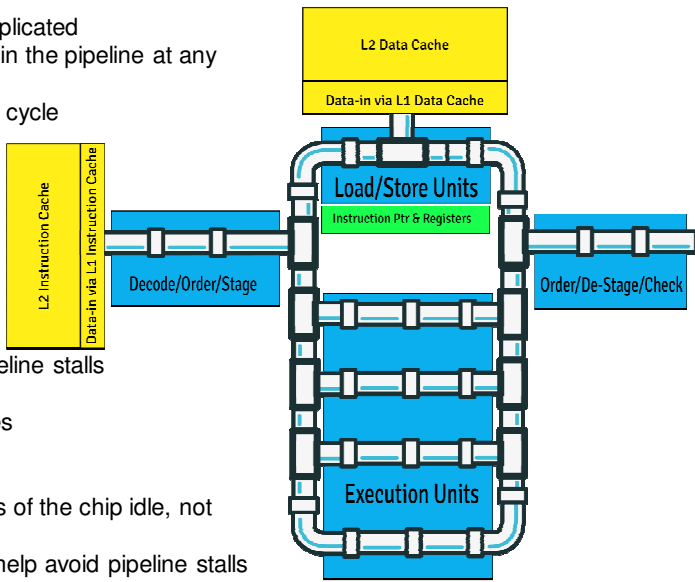 plicated
in the pipeline at any
cycle
eline stalls
s
s of the chip idle, not
help avoid pipeline stalls
L2 Data Cache
Data-in via L1 Data Cache
Load/Store Units
Instruction Ptr & Registers
L2 Instruction Cache
Data-in via L1 Instruction Cache
Decode/Order/Stage
Order/De-Stage/Check
Execution Units